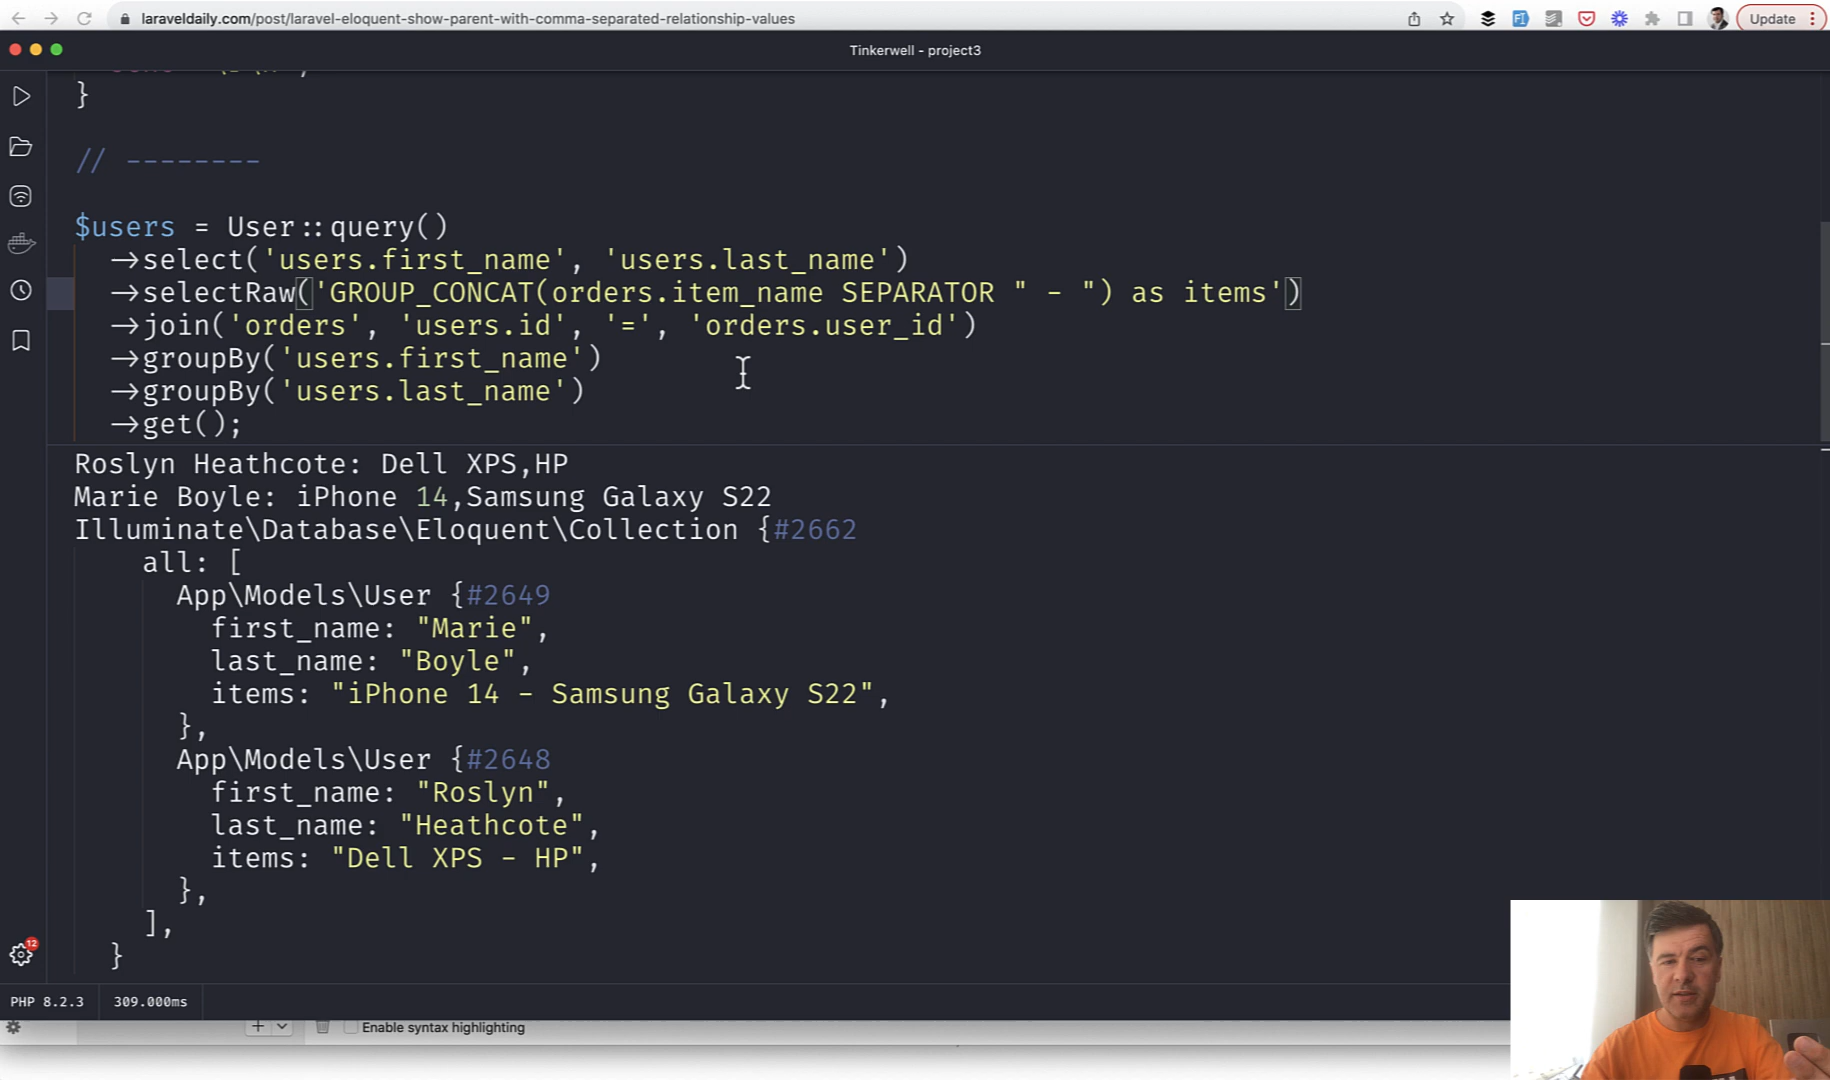 laraveldaily.com/post/laravel-eloquent-show-parent-with-comma-separated-relationship-values
Update
Tinkerwell - project3
}
// --------
$users = User::query()
->select('users.first_name', 'users.last_name')
->selectRaw('GROUP_CONCAT(orders.item_name SEPARATOR " - ") as items')
->join('orders', 'users.id', '=', 'orders.user_id')
->groupBy('users.first_name')
->groupBy('users.last_name')
->get();
Roslyn Heathcote: Dell XPS,HP
Marie Boyle: iPhone 14,Samsung Galaxy S22
Illuminate\Database\Eloquent\Collection {#2662
all: [
App\Models\User {#2649
first_name: "Marie",
last_name: "Boyle",
items: "iPhone 14 - Samsung Galaxy S22",
},
App\Models\User {#2648
first_name: "Roslyn",
last_name: "Heathcote",
items: "Dell XPS - HP",
},
],
}
12
PHP 8.2.3
309.000ms
Enable syntax highlighting